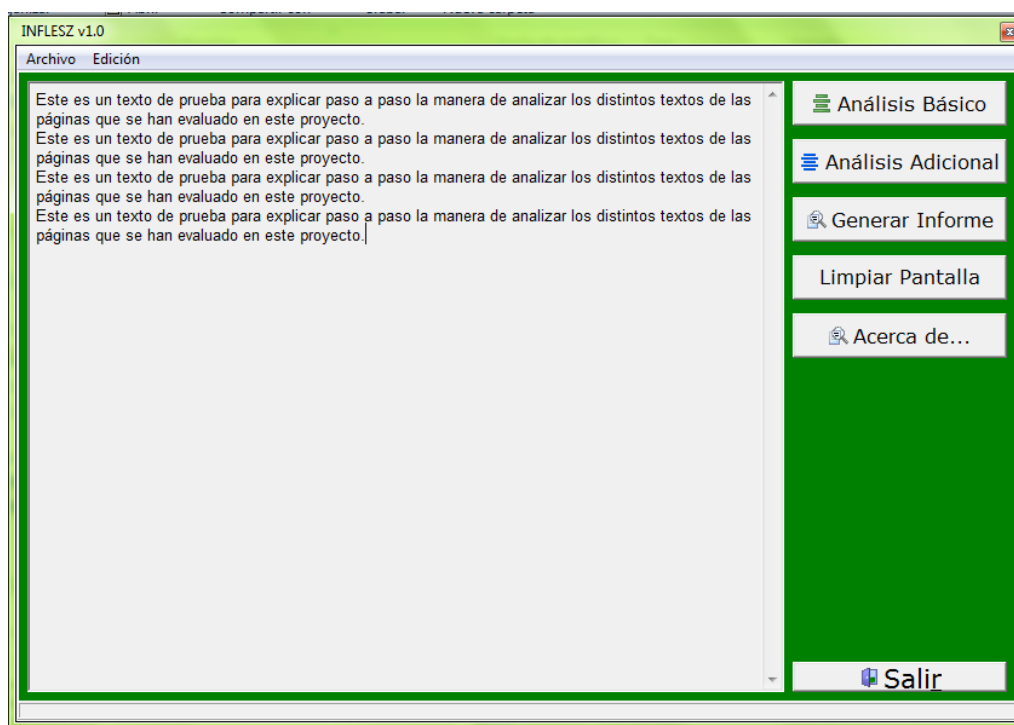 INFLESZ v1.0
Archivo Edición
Este es un texto de prueba para explicar paso a paso la manera de analizar los distintos textos de las
páginas que se han evaluado en este proyecto.
Este es un texto de prueba para explicar paso a paso la manera de analizar los distintos textos de las
páginas que se han evaluado en este proyecto.
Este es un texto de prueba para explicar paso a paso la manera de analizar los distintos textos de las
páginas que se han evaluado en este proyecto.
Este es un texto de prueba para explicar paso a paso la manera de analizar los distintos textos de las
páginas que se han evaluado en este proyecto.
Análisis Básico
Análisis Adicional
Generar Informe
Limpiar Pantalla
Acerca de...
Salir